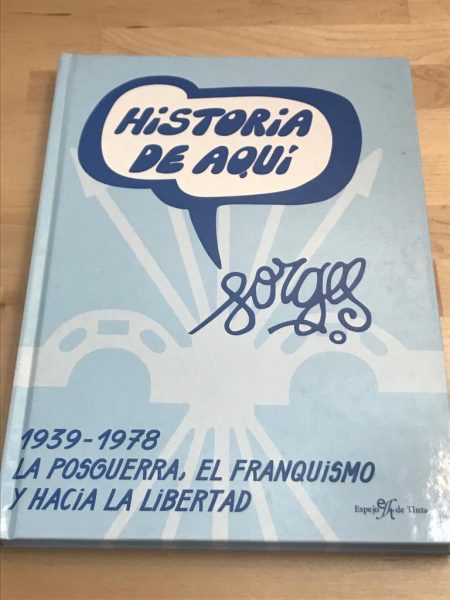 HiSTORIA
DE AQUÍ
Forges
1939-1978
LA POSGUERRA, EL FRANQUiSMO
Y HACIA LA LiBERTAD
Espejo de Tinta